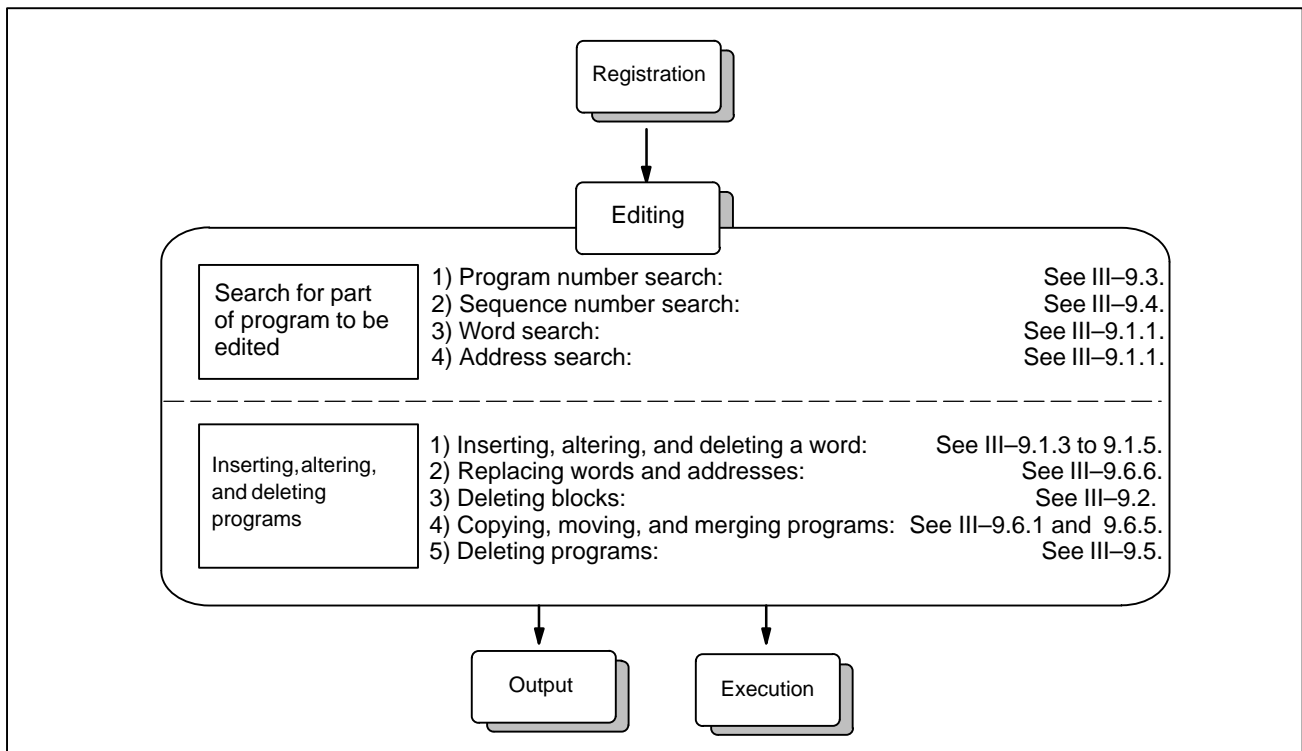 Registration
Editing
Search for part
of program to be
edited
1) Program number search: See III–9.3.
2) Sequence number search: See III–9.4.
3) Word search: See III–9.1.1.
4) Address search: See III–9.1.1.
Inserting, altering,
and deleting
programs
1) Inserting, altering, and deleting a word: See III–9.1.3 to 9.1.5.
2) Replacing words and addresses: See III–9.6.6.
3) Deleting blocks: See III–9.2.
4) Copying, moving, and merging programs: See III–9.6.1 and 9.6.5.
5) Deleting programs: See III–9.5.
Output
Execution